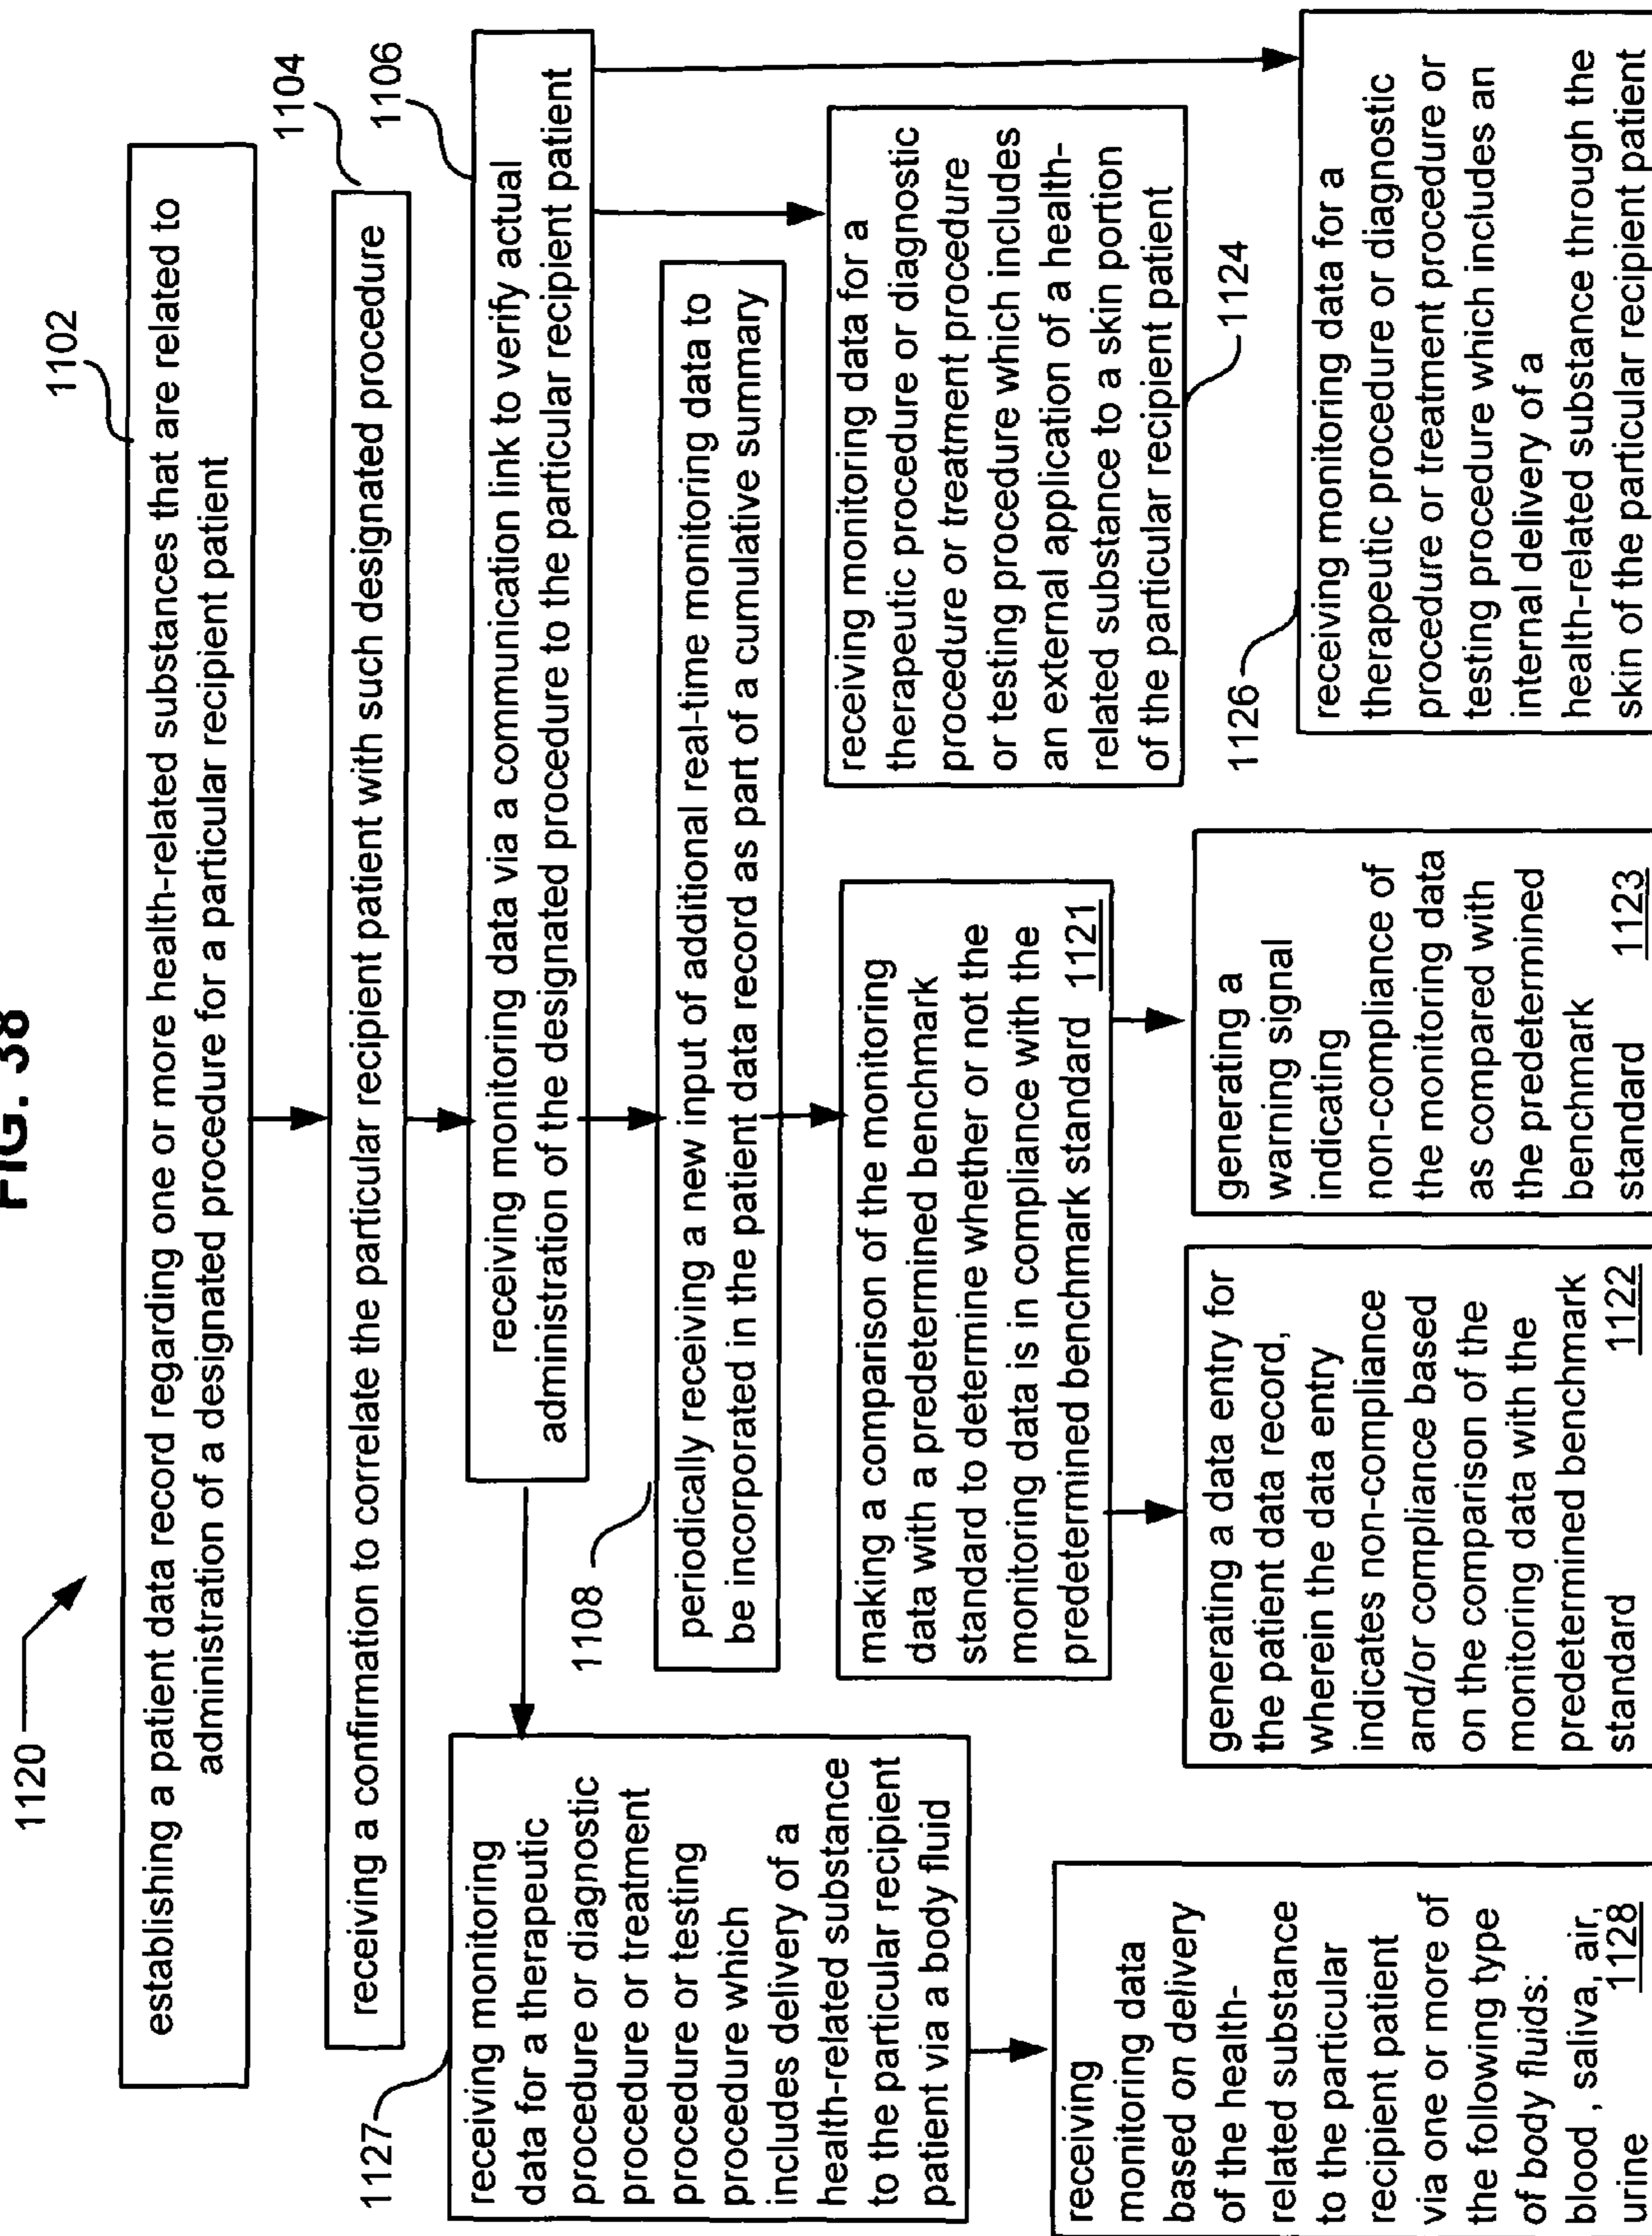 FIG. 38
1120
1102
establishing a patient data record regarding one or more health-related substances that are related to
administration of a designated procedure for a particular recipient patient
1104
receiving a confirmation to correlate the particular recipient patient with such designated procedure
1106
receiving monitoring data via a communication link to verify actual
administration of the designated procedure to the particular recipient patient
1108
periodically receiving a new input of additional real-time monitoring data to
be incorporated in the patient data record as part of a cumulative summary
1127
receiving monitoring
data for a therapeutic
procedure or diagnostic
procedure or treatment
procedure or testing
procedure which
includes delivery of a
health-related substance
to the particular recipient
patient via a body fluid
making a comparison of the monitoring
data with a predetermined benchmark
standard to determine whether or not the
monitoring data is in compliance with the
predetermined benchmark standard 1121
receiving monitoring data for a
therapeutic procedure or diagnostic
procedure or treatment procedure
or testing procedure which includes
an external application of a health-
related substance to a skin portion
of the particular recipient patient
1124
receiving
monitoring data
based on delivery
of the health-
related substance
to the particular
recipient patient
via one or more of
the following type
of body fluids:
blood , saliva, air,
urine 1128
generating a data entry for
the patient data record,
wherein the data entry
indicates non-compliance
and/or compliance based
on the comparison of the
monitoring data with the
predetermined benchmark
standard 1122
generating a
warning signal
indicating
non-compliance of
the monitoring data
as compared with
the predetermined
benchmark
standard 1123
1126
receiving monitoring data for a
therapeutic procedure or diagnostic
procedure or treatment procedure or
testing procedure which includes an
internal delivery of a
health-related substance through the
skin of the particular recipient patient